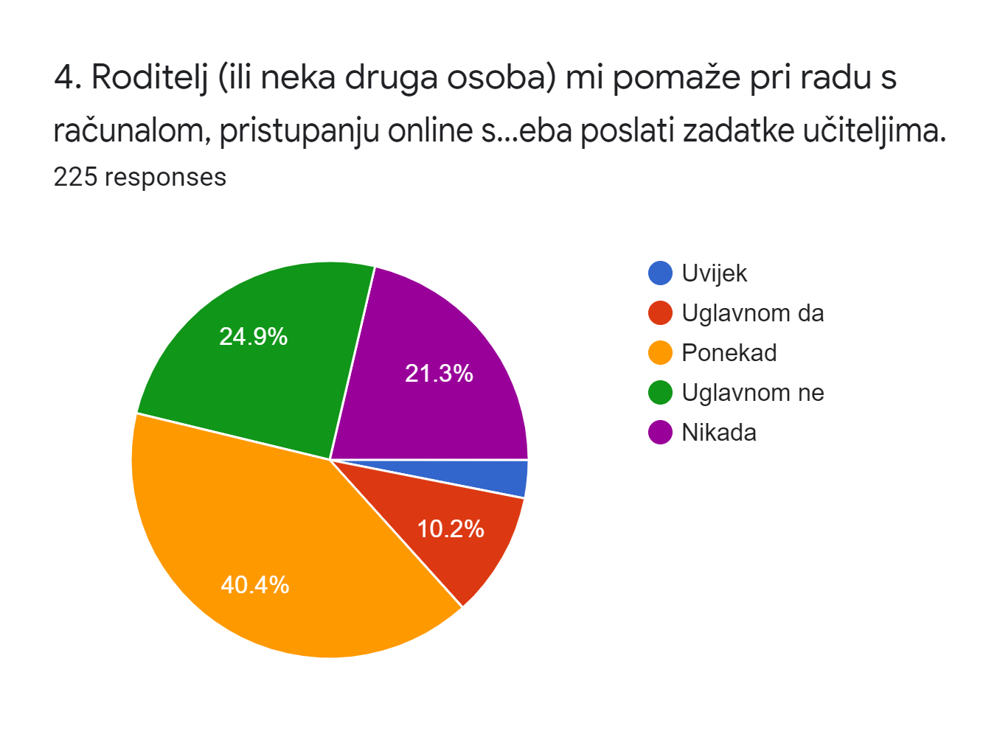 4. Roditelj (ili neka druga osoba) mi pomaže pri radu s
računalom, pristupanju online s...eba poslati zadatke učiteljima.
225 responses
Uvijek
Uglavnom da
Ponekad
Uglavnom ne
Nikada
24.9%
21.3%
10.2%
40.4%